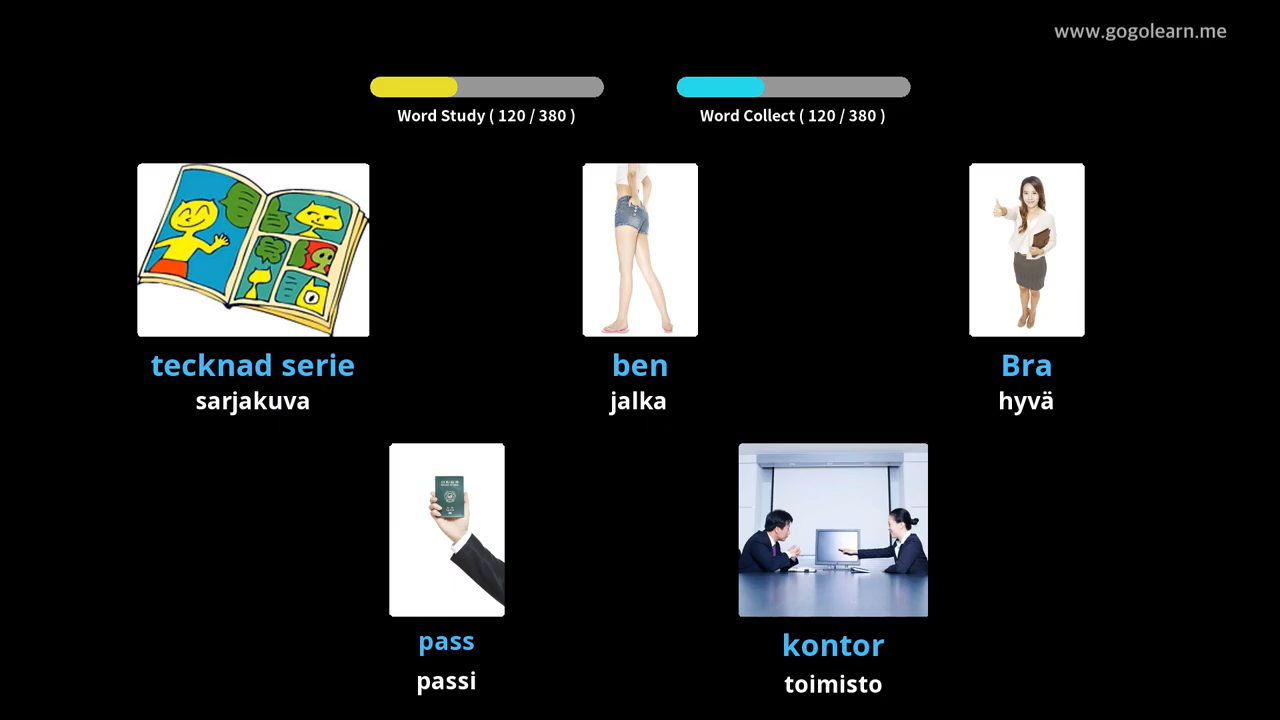 www.gogolearn.me
Word Study ( 120 / 380 )
Word Collect ( 120 / 380 )
tecknad serie
sarjakuva
ben
jalka
Bra
hyvä
pass
passi
kontor
toimisto